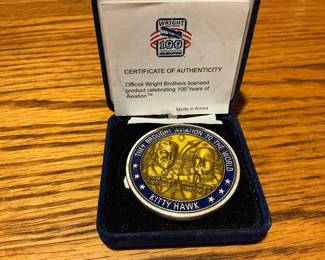 WRIGHT
100
CERTIFICATE OF AUTHENTICITY
Official Wright Brothers licensed
product celebrating 100 Years of
Aviation™
Made in Korea
THEY BROUGHT AVIATION TO THE WORLD
KITTY HAWK